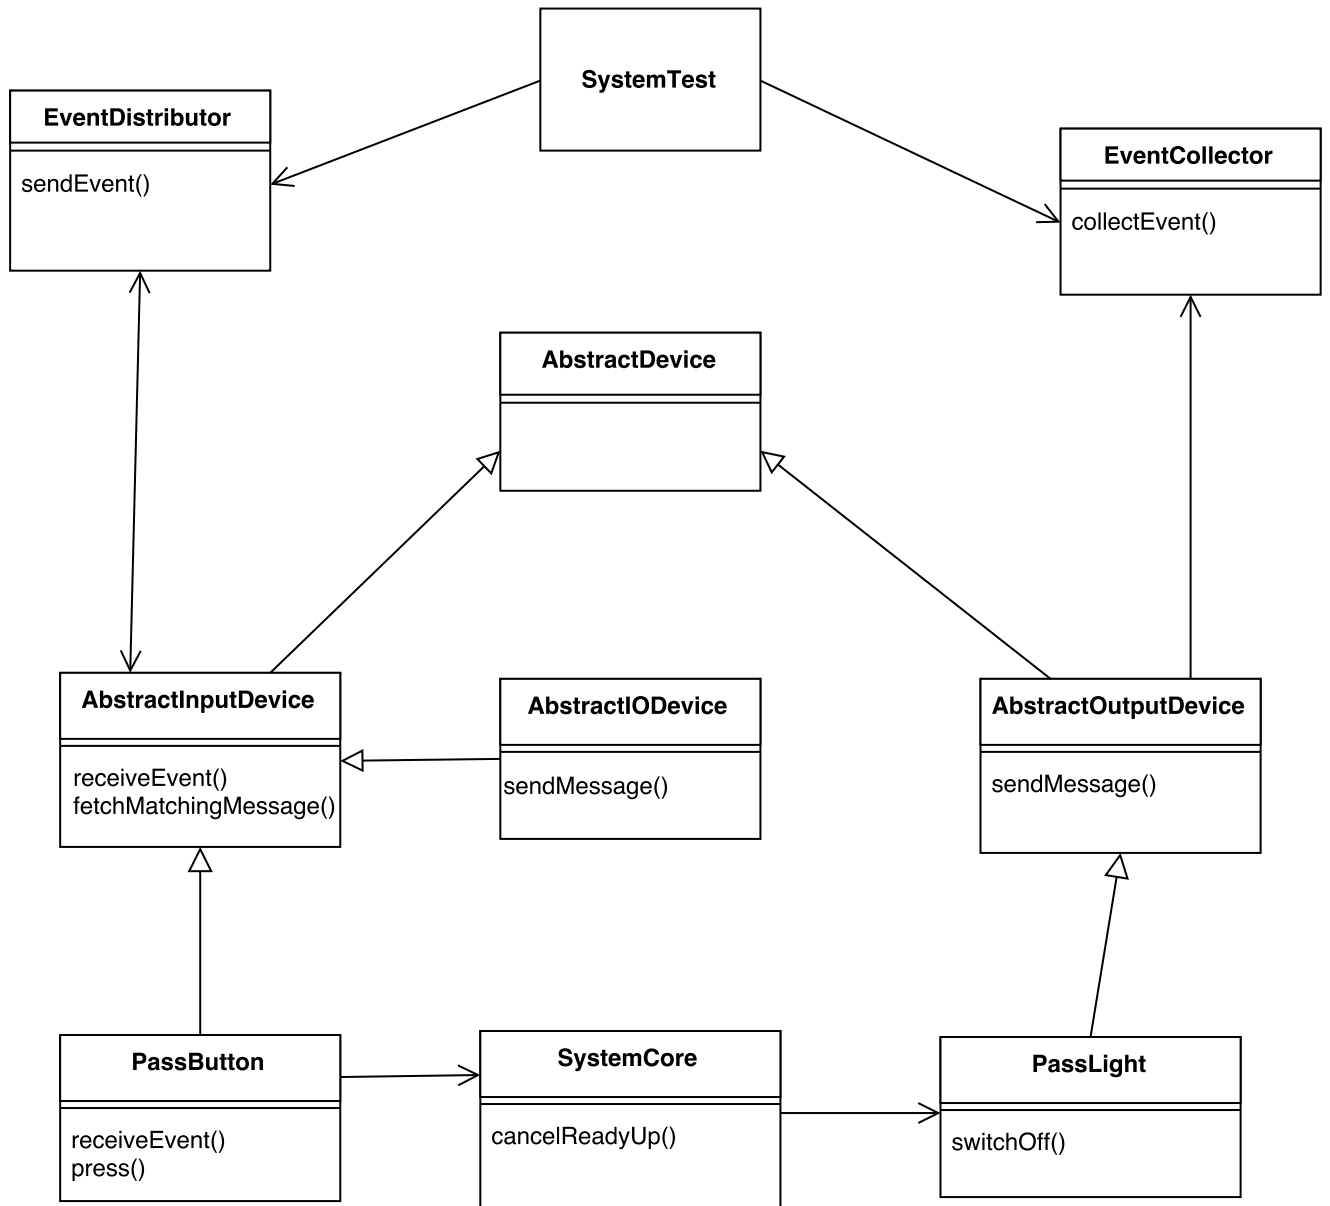 SystemTest
EventDistributor
sendEvent()
EventCollector
collectEvent()
AbstractDevice
AbstractInputDevice
receiveEvent()
fetchMatchingMessage()
AbstractIODevice
sendMessage()
AbstractOutputDevice
sendMessage()
PassButton
receiveEvent()
press()
SystemCore
cancelReadyUp()
PassLight
switchOff()